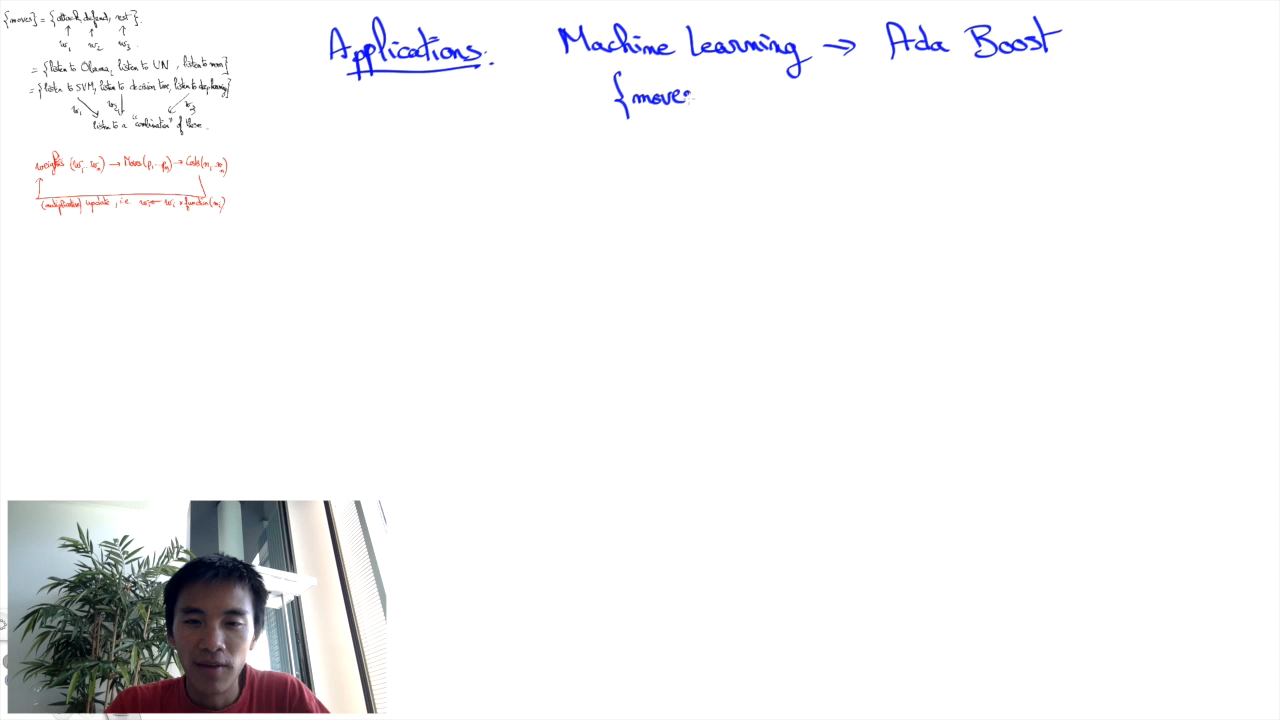 {moves} = {attack, defend, rest}.
w1 w2 w3.
= {listen to Obama, listen to UN, listen to mom}
= {listen to SVM, listen to decision tree, listen to deep learning}
w1 w2 w3
listen to a "combination" of these.
weights (w1..wn) → Moves (p1..pn) → Costs (m1..mn)
(multiplicative) update, i.e. wi ← wi × function(mi)
Applications: Machine Learning → Ada Boost
{moves